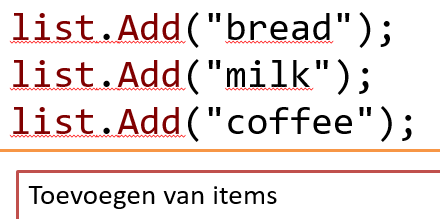 list.Add("bread");
list.Add("milk");
list.Add("coffee");
Toevoegen van items